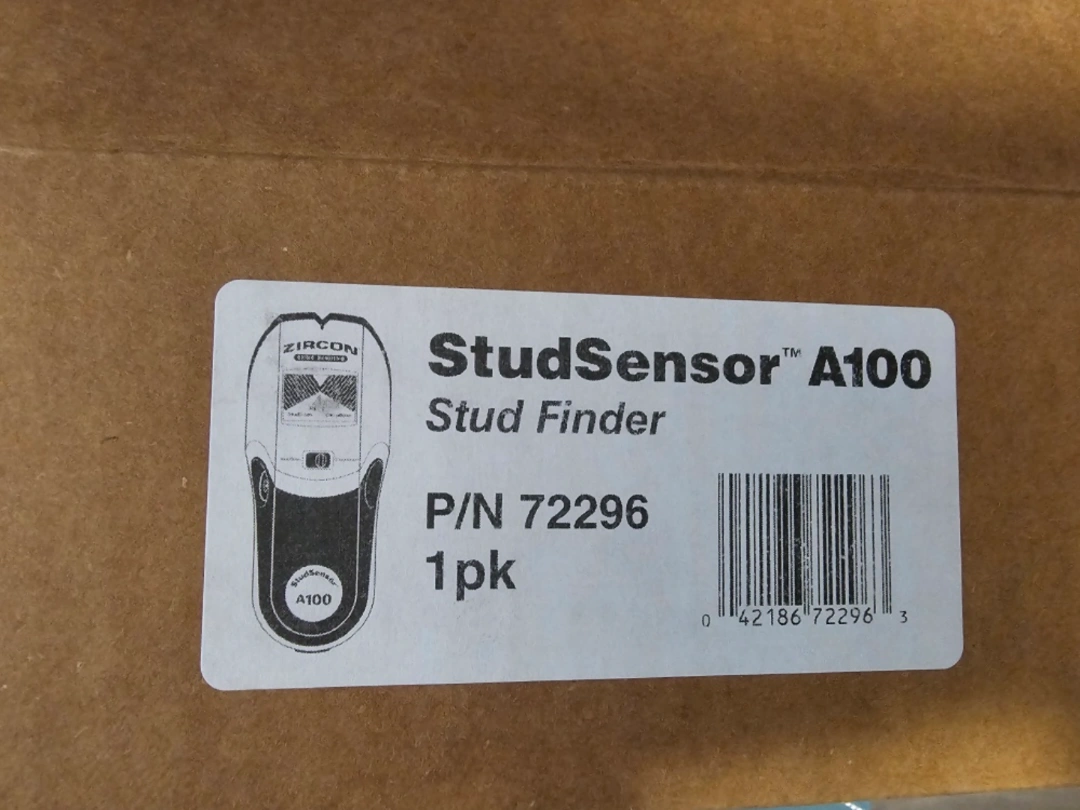 ZIRCON
StudSensor™ A100
Stud Finder
P/N 72296
1pk
StudSensor
A100
0 42186 72296 3